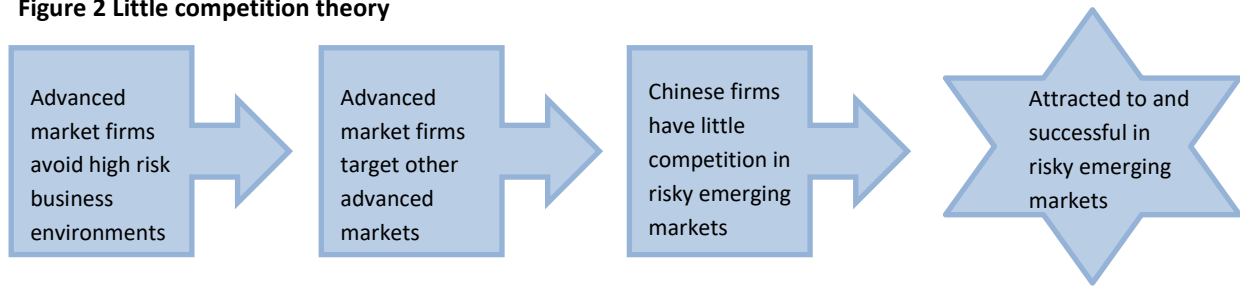 Figure 2 Little competition theory
Advanced
market firms
avoid high risk
business
environments
Advanced
market firms
target other
advanced
markets
Chinese firms
have little
competition in
risky emerging
markets
Attracted to and
successful in
risky emerging
markets